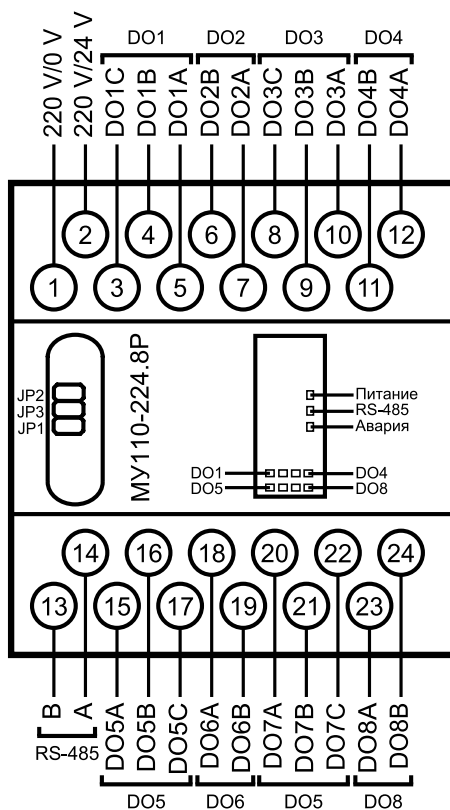 DO1 DO2 DO3 DO4
220 V/0 V
220 V/24 V
DO1C
DO1B
DO1A
DO2B
DO2A
DO3C
DO3B
DO3A
DO4B
DO4A
2 4 6 8 10 12
1 3 5 7 9 11
МУ110-224.8Р
JP2
JP3
JP1
Питание
RS-485
Авария
DO1 DO4
DO5 DO8
14 16 18 20 22 24
13 15 17 19 21 23
B
A
DO5A
DO5B
DO5C
DO6A
DO6B
DO7A
DO7B
DO7C
DO8A
DO8B
RS-485
DO5 DO6 DO5 DO8